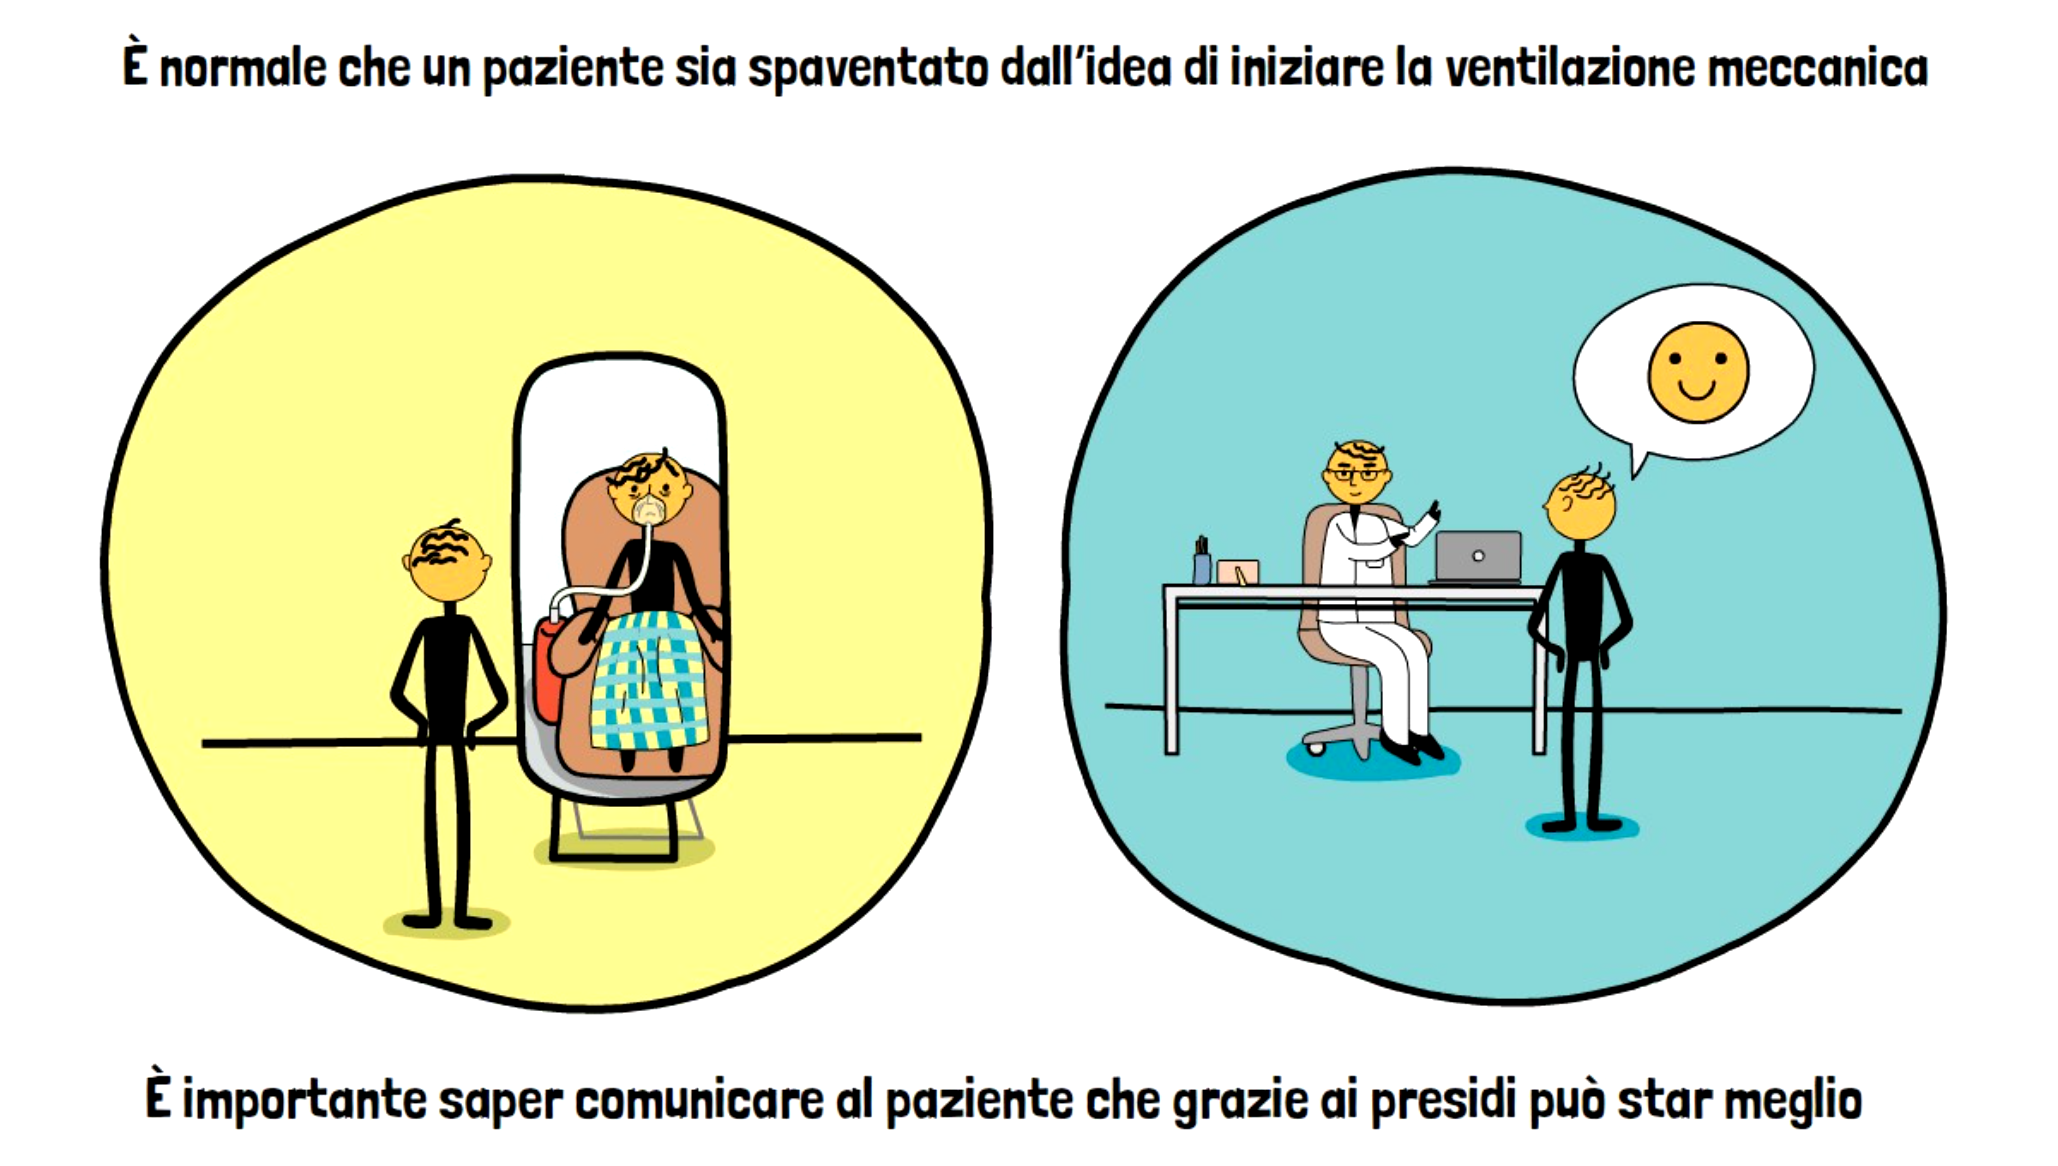 È normale che un paziente sia spaventato dall'idea di iniziare la ventilazione meccanica
È importante saper comunicare al paziente che grazie ai presidi può star meglio